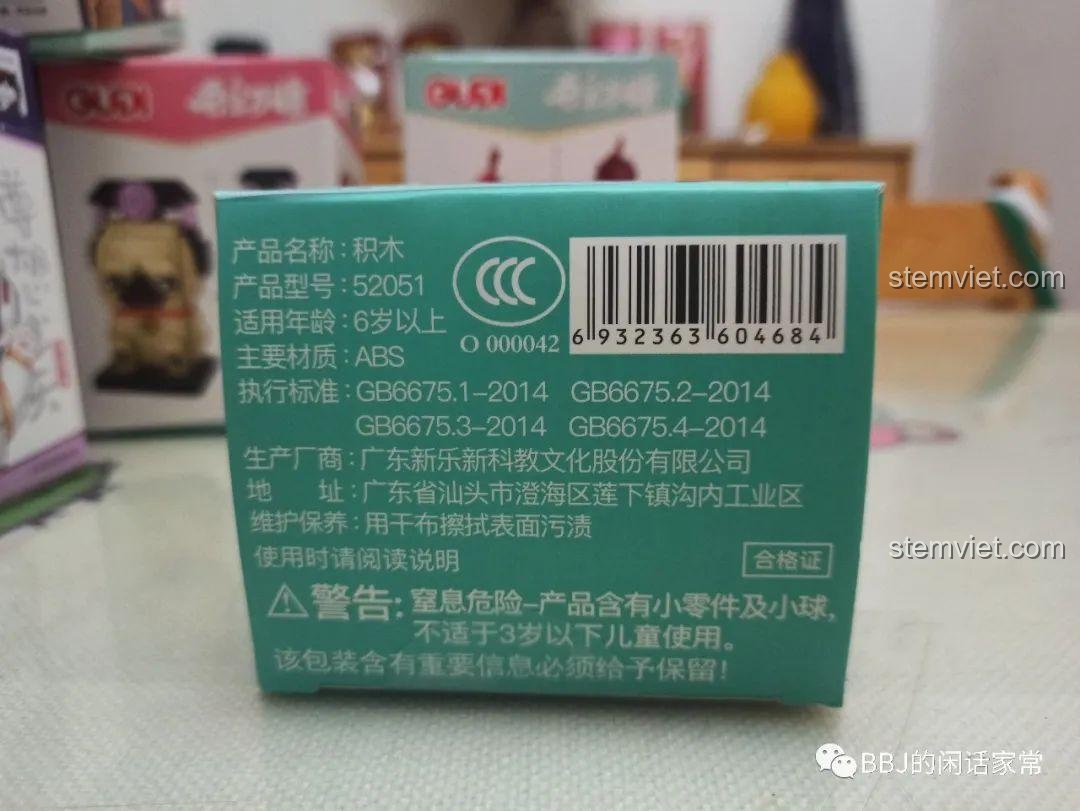 GUDI
GUDI
stemviet.com
产品名称：积木
产品型号：52051
适用年龄：6岁以上
主要材质：ABS
CCC
O 000042
6 932363 604684
执行标准：GB6675.1-2014 GB6675.2-2014
GB6675.3-2014 GB6675.4-2014
生产厂商：广东新乐新科教文化股份有限公司
地 址：广东省汕头市澄海区莲下镇沟内工业区
维护保养：用干布擦拭表面污渍
使用时请阅读说明
合格证
stemviet.com
警告：窒息危险-产品含有小零件及小球，
不适于3岁以下儿童使用。
该包装含有重要信息必须给予保留！
BBJ的闲话家常